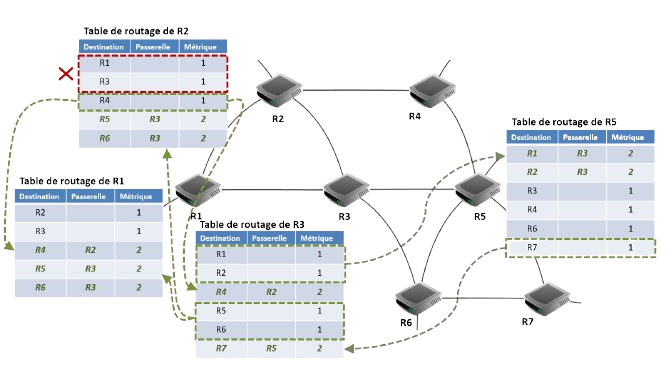 Table de routage de R2
Destination Passerelle Métrique
R1 1
R3 1
R4 1
R5 R3 2
R6 R3 2
R2
R4
Table de routage de R5
Destination Passerelle Métrique
R1 R3 2
R2 R3 2
R3 1
R4 1
R6 1
R7 1
Table de routage de R1
Destination Passerelle Métrique
R2 1
R3 1
R4 R2 2
R5 R3 2
R6 R3 2
R1
R3
R5
Table de routage de R3
Destination Passerelle Métrique
R1 1
R2 1
R4 R2 2
R5 1
R6 1
R7 R5 2
R6
R7